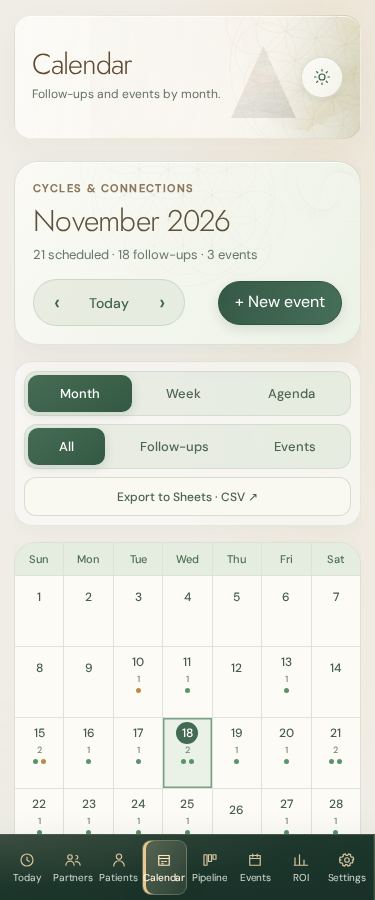 Calendar
Follow-ups and events by month.
CYCLES & CONNECTIONS
November 2026
21 scheduled · 18 follow-ups · 3 events
‹ Today ›
+ New event
Month Week Agenda
All Follow-ups Events
Export to Sheets · CSV ↗
Sun Mon Tue Wed Thu Fri Sat
1 2 3 4 5 6 7
8 9 10 11 12 13 14
1 1 1
15 16 17 18 19 20 21
2 1 1 2 1 1 2
22 23 24 25 26 27 28
1 1 1 1 1 1
Today Partners Patients Calendar Pipeline Events ROI Settings